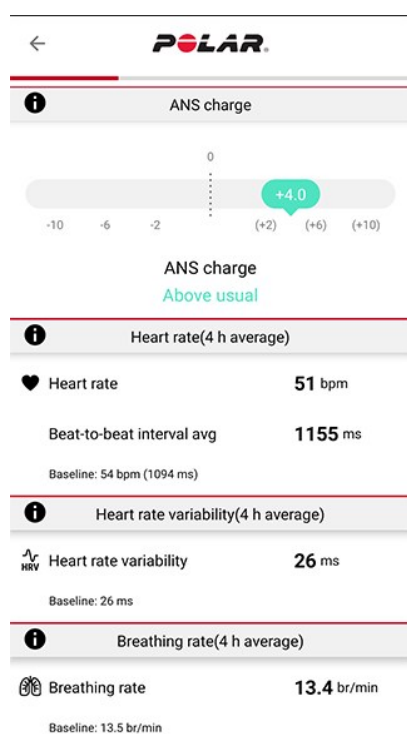 POLAR
ANS charge
0
+4.0
-10 -6 -2 (+2) (+6) (+10)
ANS charge
Above usual
Heart rate(4 h average)
Heart rate 51 bpm
Beat-to-beat interval avg 1155 ms
Baseline: 54 bpm (1094 ms)
Heart rate variability(4 h average)
HRV Heart rate variability 26 ms
Baseline: 26 ms
Breathing rate(4 h average)
Breathing rate 13.4 br/min
Baseline: 13.5 br/min